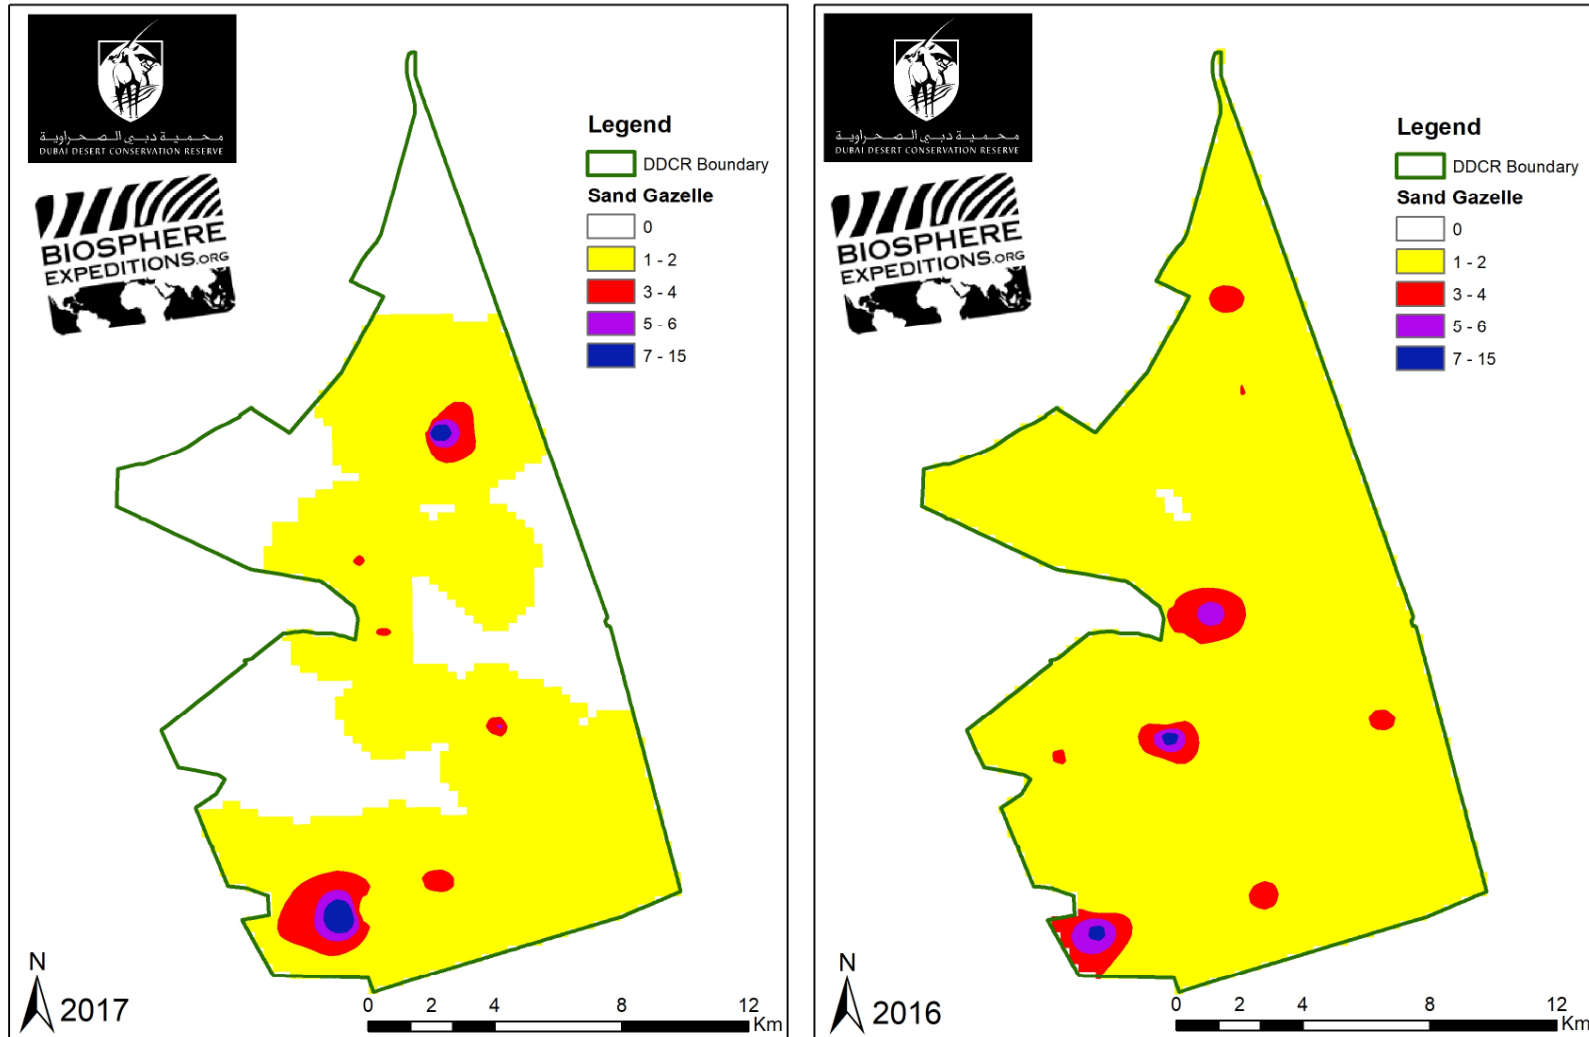 محمية دبي الصحراوية
DUBAI DESERT CONSERVATION RESERVE
BIOSPHERE
EXPEDITIONS.ORG
Legend
DDCR Boundary
Sand Gazelle
0
1 - 2
3 - 4
5 - 6
7 - 15
N
2017
0 2 4 8 12
Km
محمية دبي الصحراوية
DUBAI DESERT CONSERVATION RESERVE
BIOSPHERE
EXPEDITIONS.ORG
Legend
DDCR Boundary
Sand Gazelle
0
1 - 2
3 - 4
5 - 6
7 - 15
N
2016
0 2 4 8 12
Km